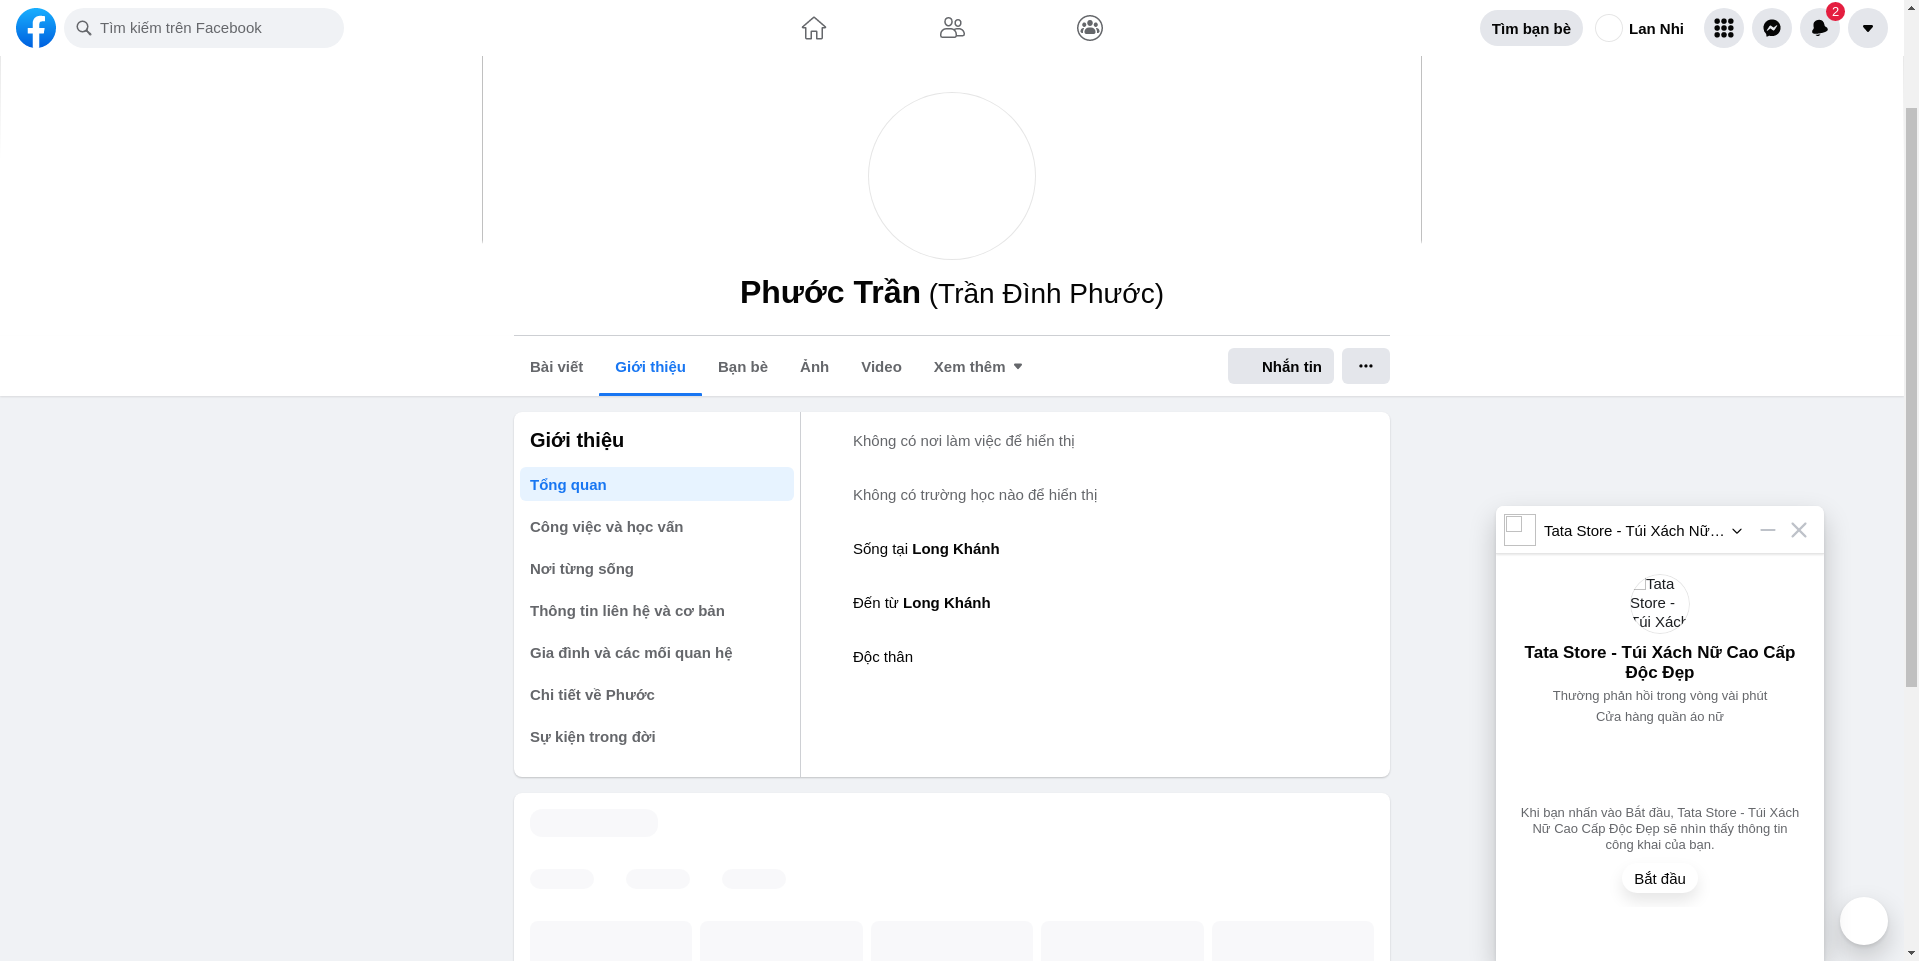 Tìm kiếm trên Facebook
Tìm bạn bè
Lan Nhi
2
Phước Trần (Trần Đình Phước)
Bài viết
Giới thiệu
Bạn bè
Ảnh
Video
Xem thêm
Nhắn tin
Giới thiệu
Tổng quan
Công việc và học vấn
Nơi từng sống
Thông tin liên hệ và cơ bản
Gia đình và các mối quan hệ
Chi tiết về Phước
Sự kiện trong đời
Không có nơi làm việc để hiển thị
Không có trường học nào để hiển thị
Sống tại Long Khánh
Đến từ Long Khánh
Độc thân
Tata Store - Túi Xách Nữ…
Tata
Store -
Túi Xách
Tata Store - Túi Xách Nữ Cao Cấp
Độc Đẹp
Thường phản hồi trong vòng vài phút
Cửa hàng quần áo nữ
Khi bạn nhấn vào Bắt đầu, Tata Store - Túi Xách
Nữ Cao Cấp Độc Đẹp sẽ nhìn thấy thông tin
công khai của bạn.
Bắt đầu